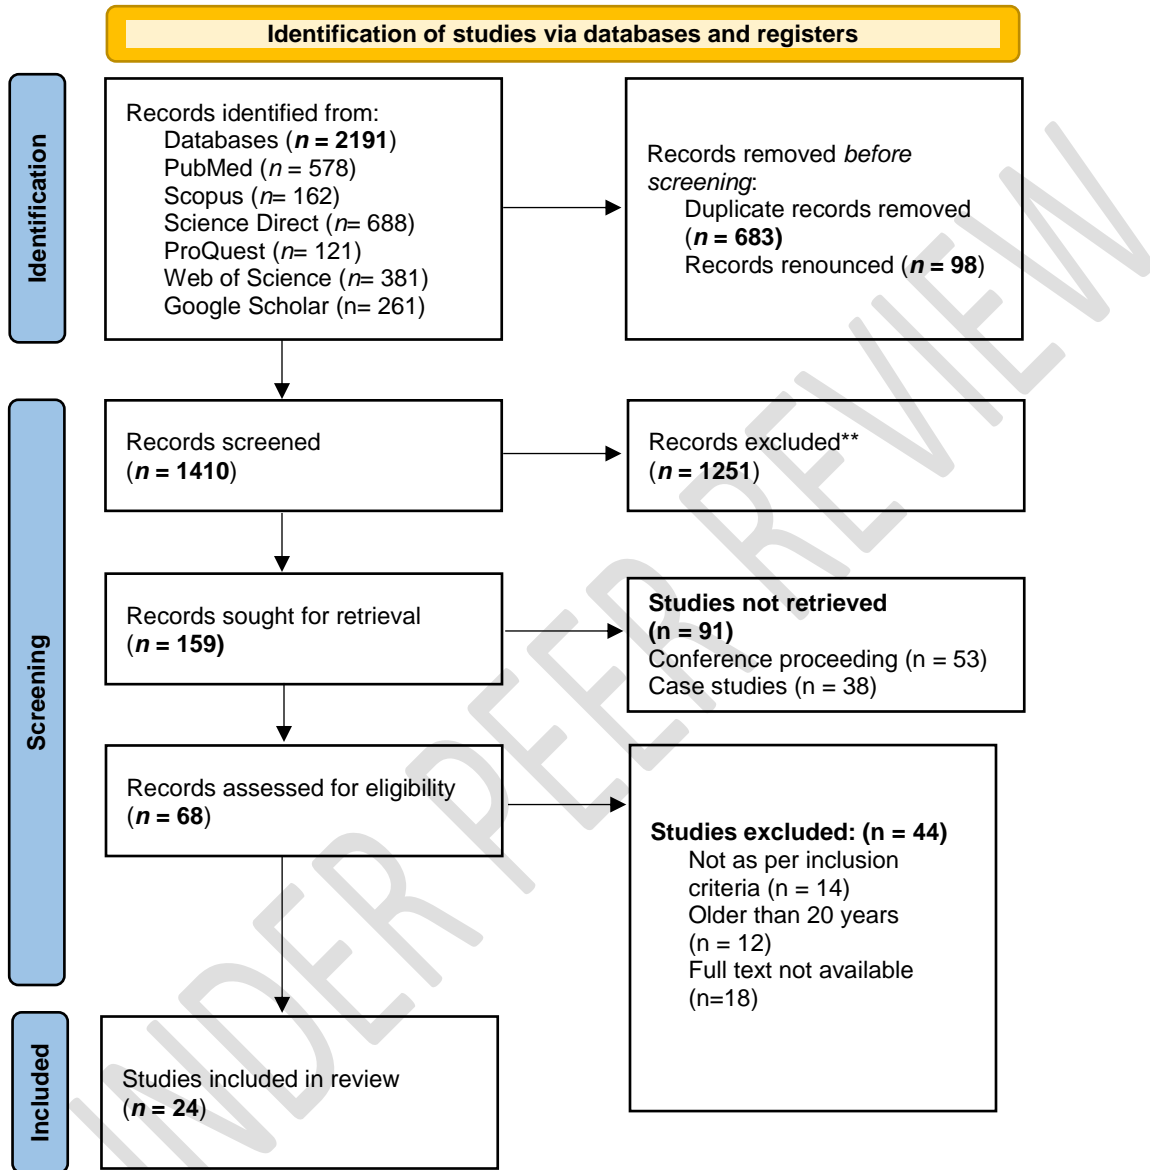 Identification of studies via databases and registers
Identification
Records identified from:
Databases (n = 2191)
PubMed (n = 578)
Scopus (n= 162)
Science Direct (n= 688)
ProQuest (n= 121)
Web of Science (n= 381)
Google Scholar (n= 261)
Records removed before
screening:
Duplicate records removed
(n = 683)
Records renounced (n = 98)
Screening
Records screened
(n = 1410)
Records excluded**
(n = 1251)
Records sought for retrieval
(n = 159)
Studies not retrieved
(n = 91)
Conference proceeding (n = 53)
Case studies (n = 38)
Records assessed for eligibility
(n = 68)
Studies excluded: (n = 44)
Not as per inclusion
criteria (n = 14)
Older than 20 years
(n = 12)
Full text not available
(n=18)
Included
Studies included in review
(n = 24)
INDER PEER REVIEW